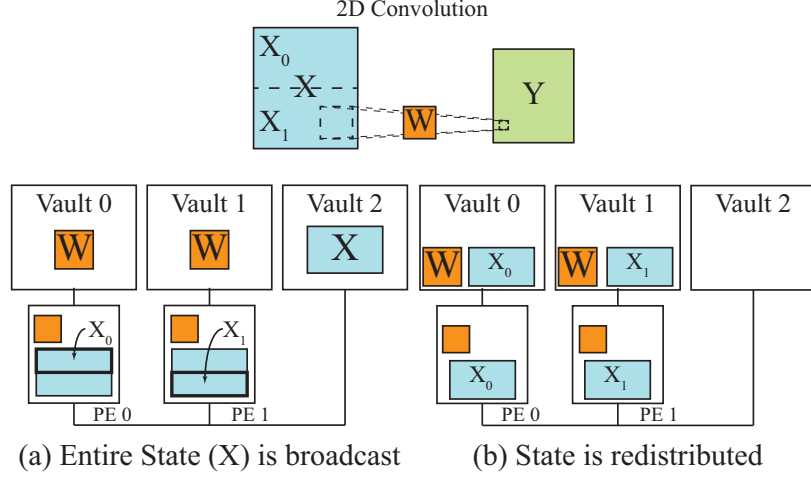 2D Convolution
X₀
X
X₁
W
Y
Vault 0
Vault 1
Vault 2
Vault 0
Vault 1
Vault 2
W
W
X
W
X₀
W
X₁
X₀
X₁
X₀
X₁
PE 0
PE 1
PE 0
PE 1
(a) Entire State (X) is broadcast
(b) State is redistributed